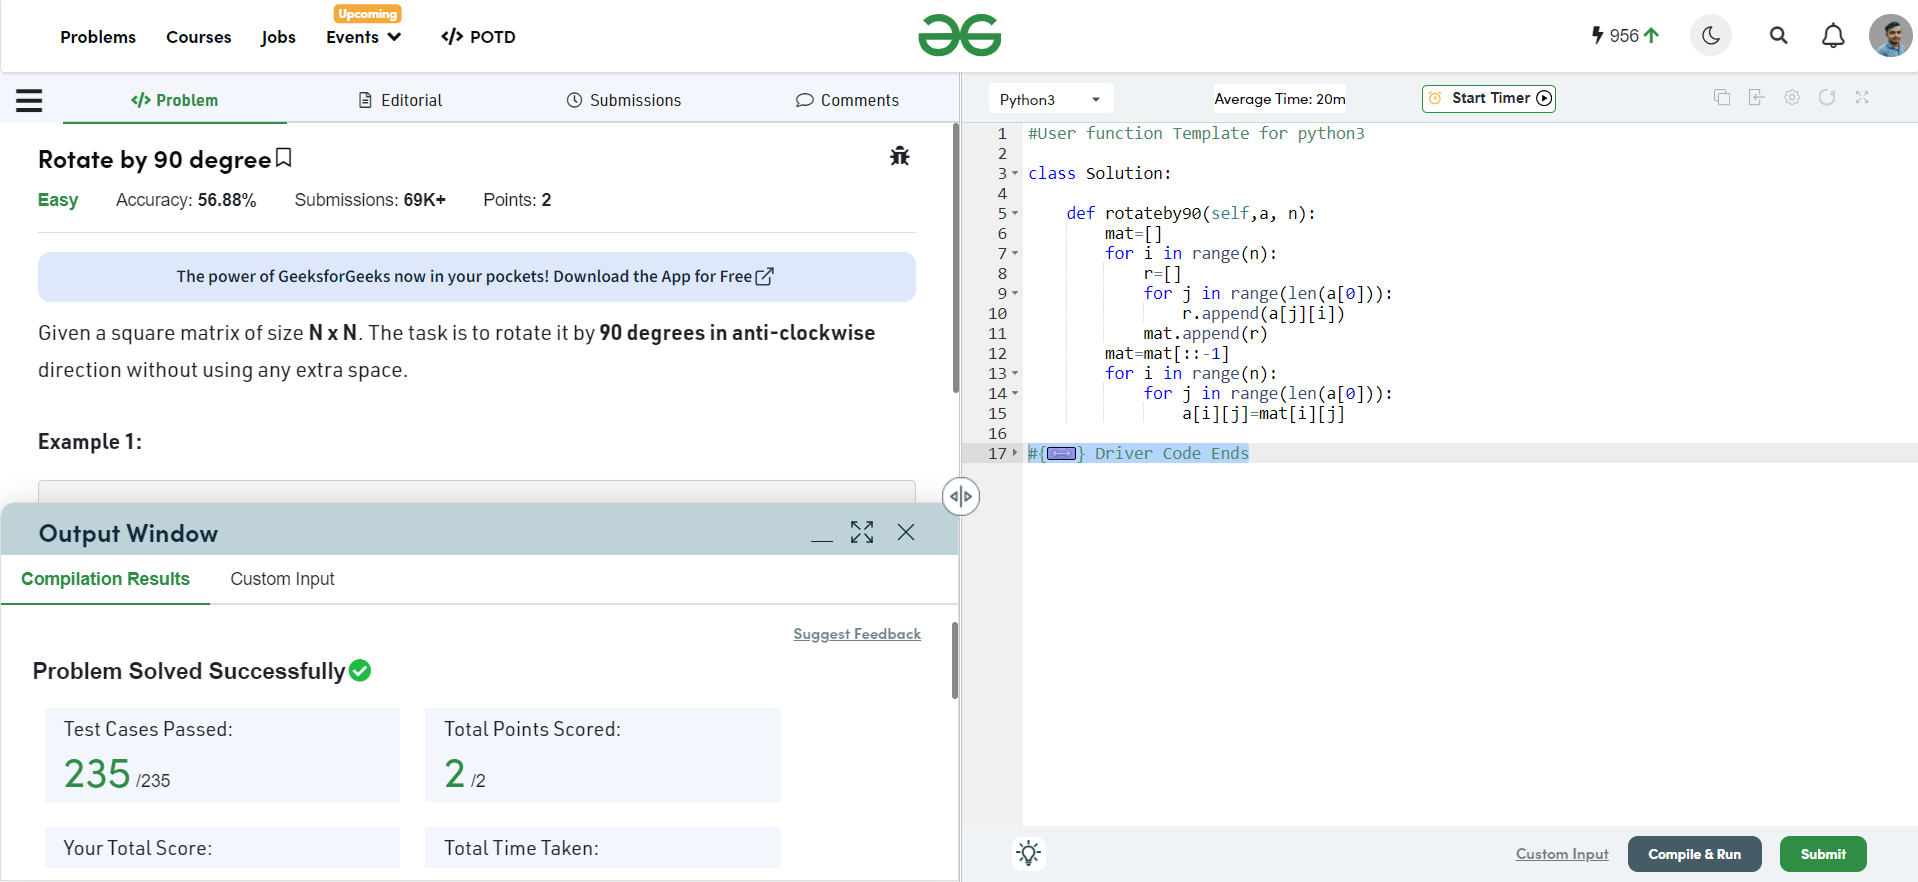 Problems Courses Jobs Events Upcoming </> POTD
956
</> Problem Editorial Submissions Comments
Rotate by 90 degree
Easy Accuracy: 56.88% Submissions: 69K+ Points: 2
The power of GeeksforGeeks now in your pockets! Download the App for Free
Given a square matrix of size N x N. The task is to rotate it by 90 degrees in anti-clockwise
direction without using any extra space.
Example 1:
Output Window
Compilation Results Custom Input
Suggest Feedback
Problem Solved Successfully
Test Cases Passed:
235 /235
Total Points Scored:
2 /2
Your Total Score:
Total Time Taken:
Python3 Average Time: 20m Start Timer
1 #User function Template for python3
2
3 class Solution:
4
5     def rotateby90(self,a, n):
6         mat=[]
7         for i in range(n):
8             r=[]
9             for j in range(len(a[0])):
10                 r.append(a[j][i])
11             mat.append(r)
12         mat=mat[::-1]
13         for i in range(n):
14             for j in range(len(a[0])):
15                 a[i][j]=mat[i][j]
16
17 #{ } Driver Code Ends
Custom Input Compile & Run Submit